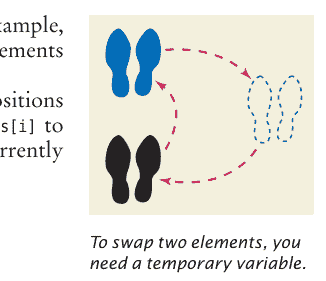 ample,
ements
ositions
s[i] to
rrently
To swap two elements, you
need a temporary variable.